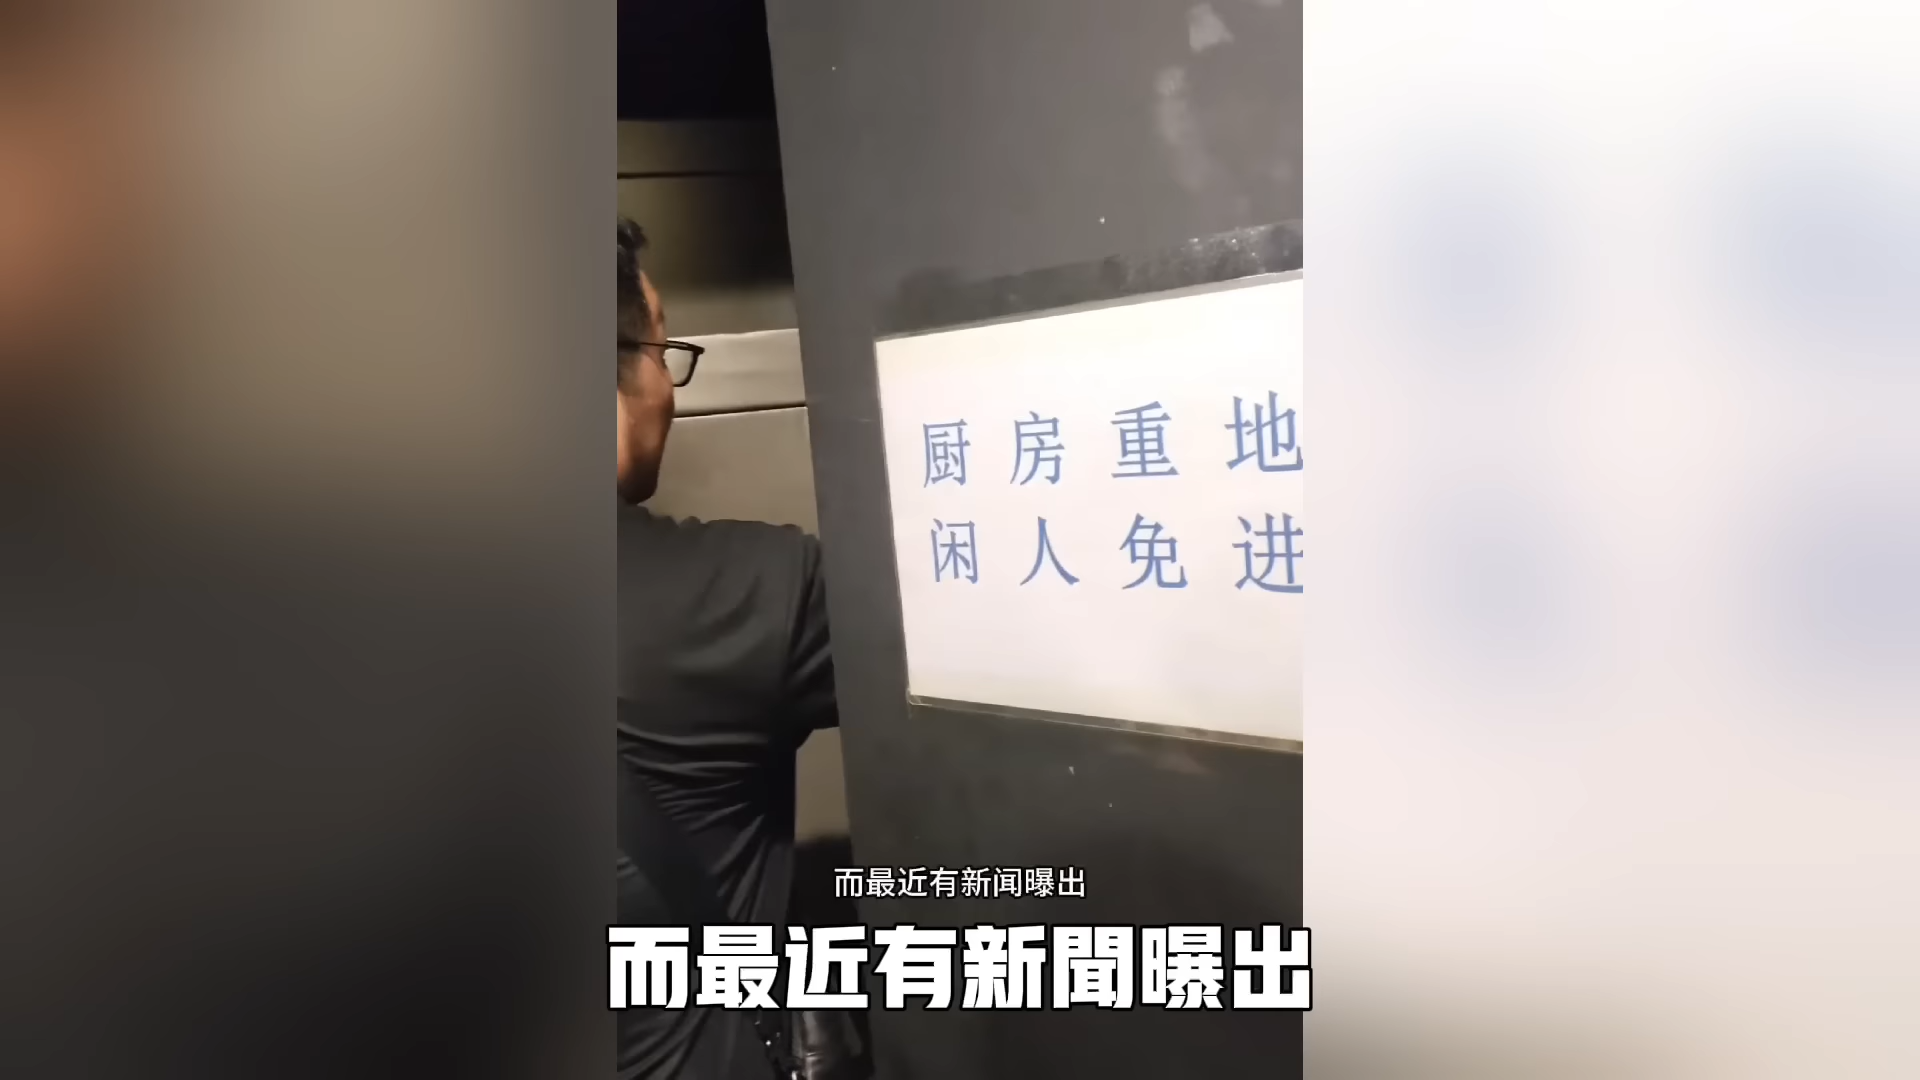 厨房重地
闲人免进
而最近有新闻曝出
而最近有新聞曝出